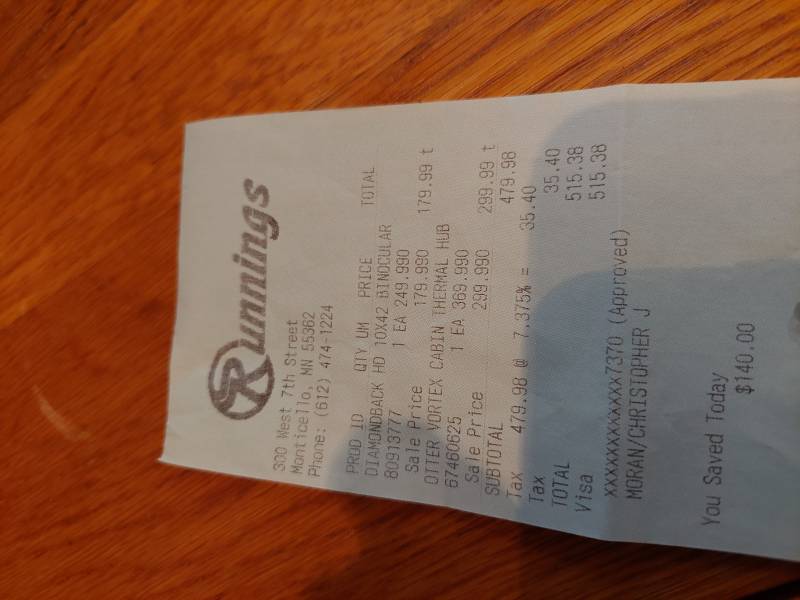 Runnings
300 West 7th Street
Monticello, MN 55362
Phone: (612) 474-1224
PROD ID QTY UM PRICE TOTAL
DIAMONDBACK HD 10X42 BINOCULAR
80913777 1 EA 249.990
Sale Price 179.990 179.99 t
OTTER VORTEX CABIN THERMAL HUB
67460625 1 EA 369.990
Sale Price 299.990 299.99 t
SUBTOTAL 479.98
Tax 479.98 @ 7.375% = 35.40
Tax 35.40
TOTAL 515.38
Visa 515.38
XXXXXXXXXXXX7370 (Approved)
MORAN/CHRISTOPHER J
You Saved Today
$140.00